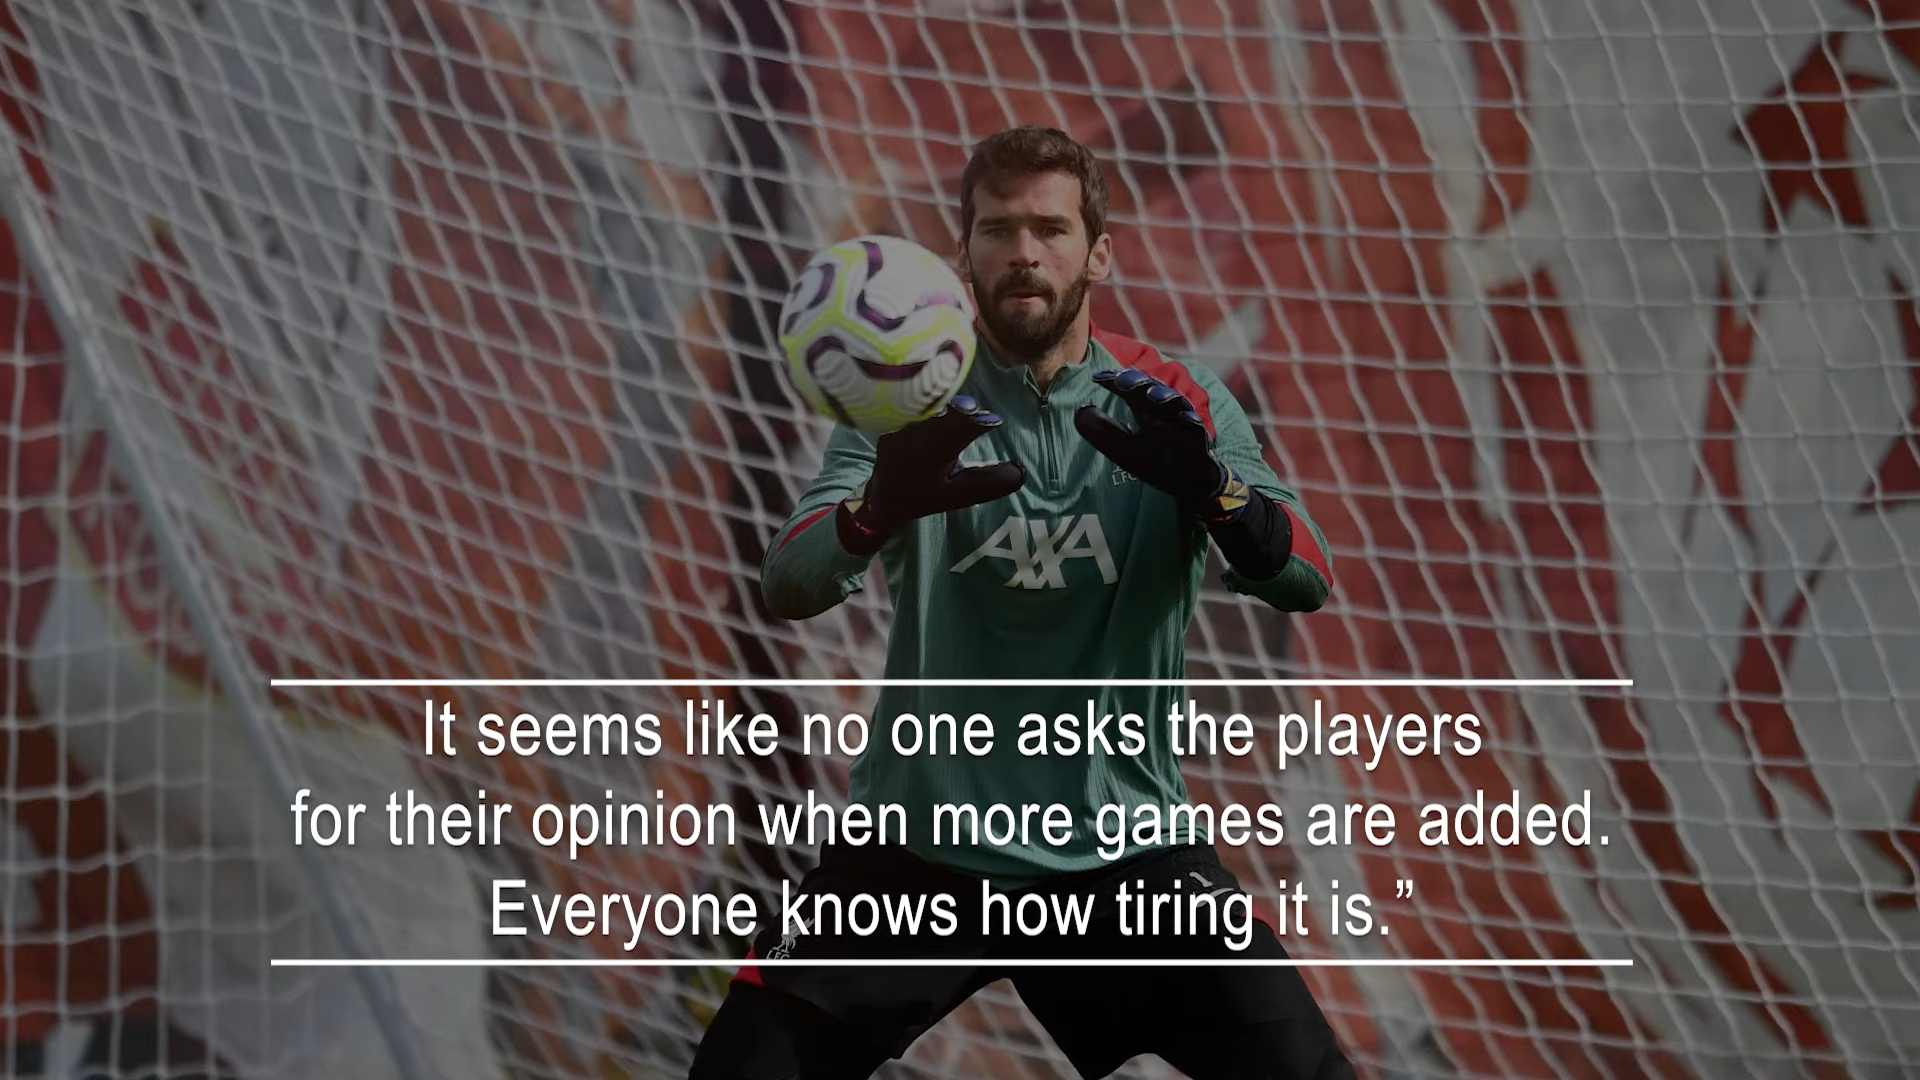 LFC
AXA
It seems like no one asks the players
for their opinion when more games are added.
Everyone knows how tiring it is.”
LFC